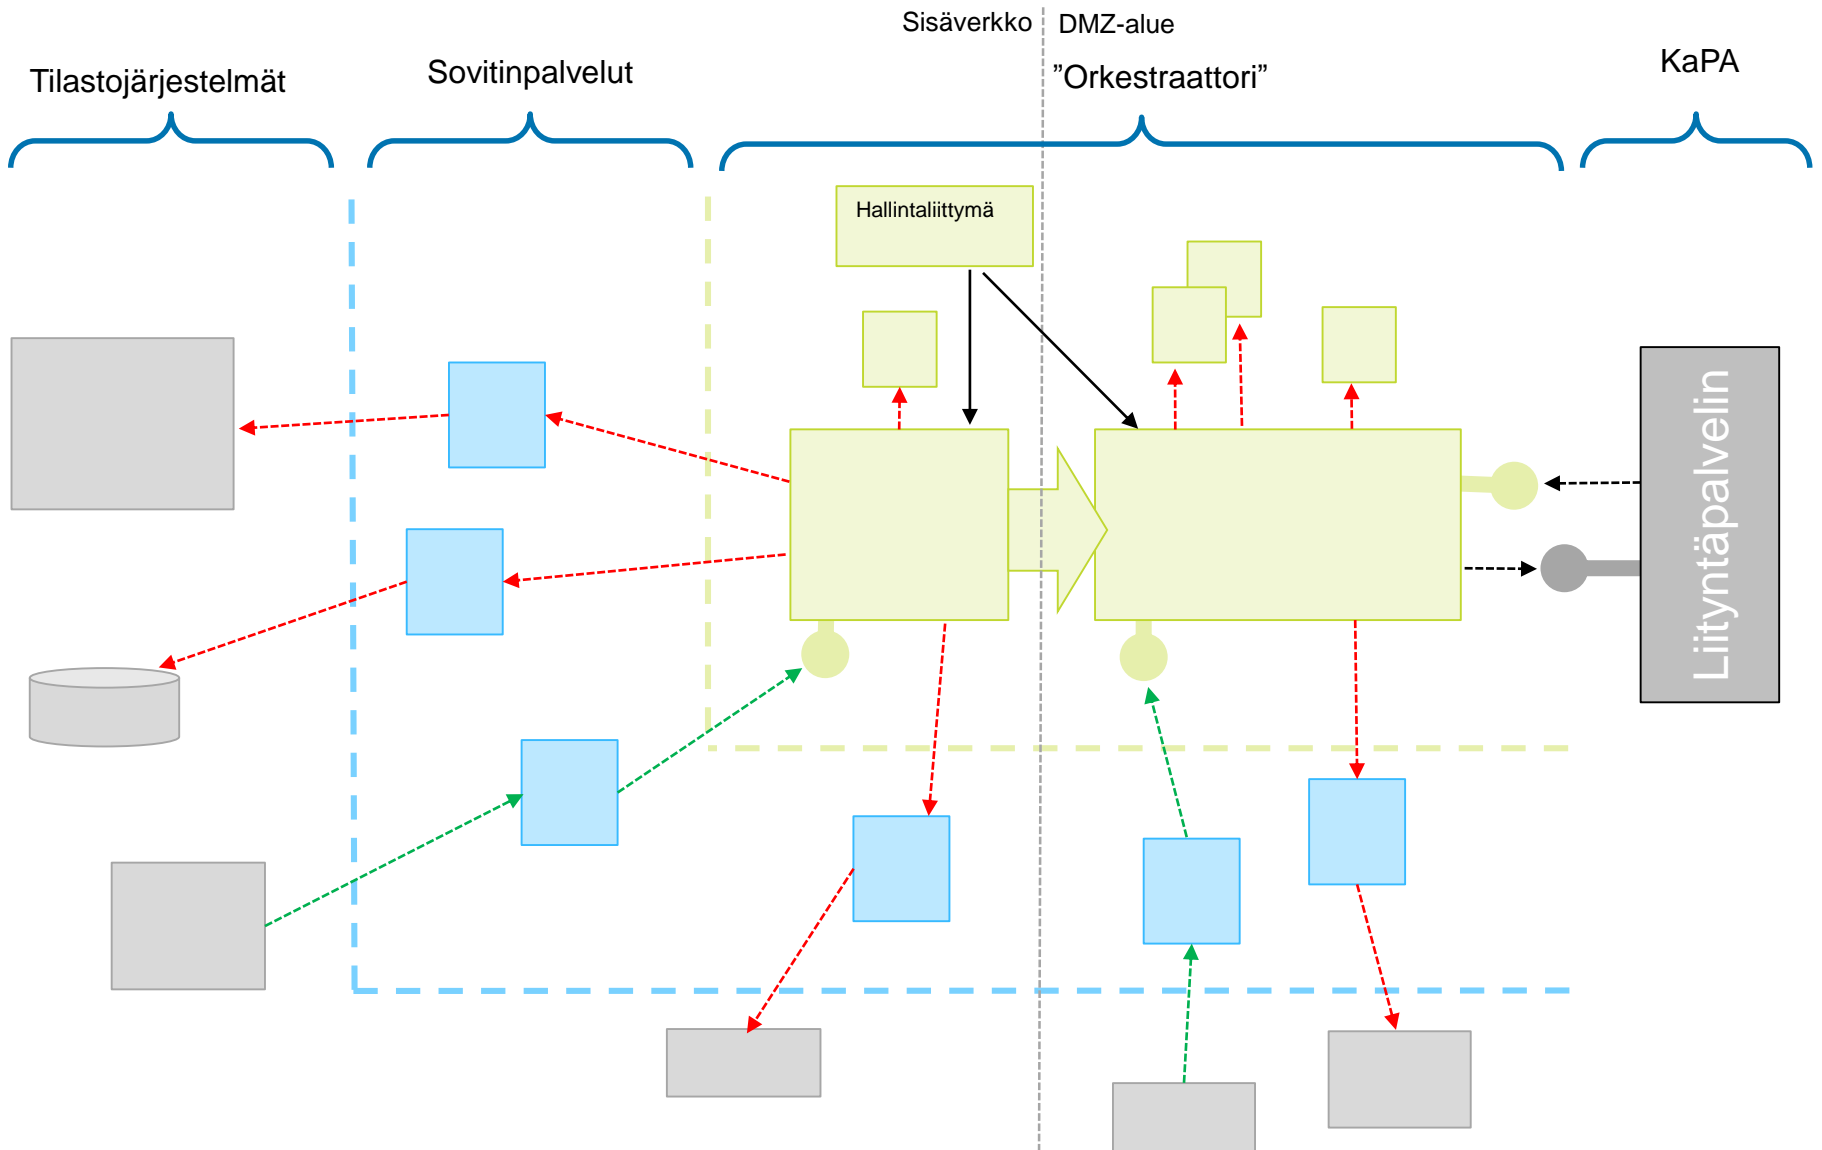 Sisäverkko
DMZ-alue
Tilastojärjestelmät
Sovitinpalvelut
”Orkestraattori”
KaPA
Hallintaliittymä
Liityntäpalvelin